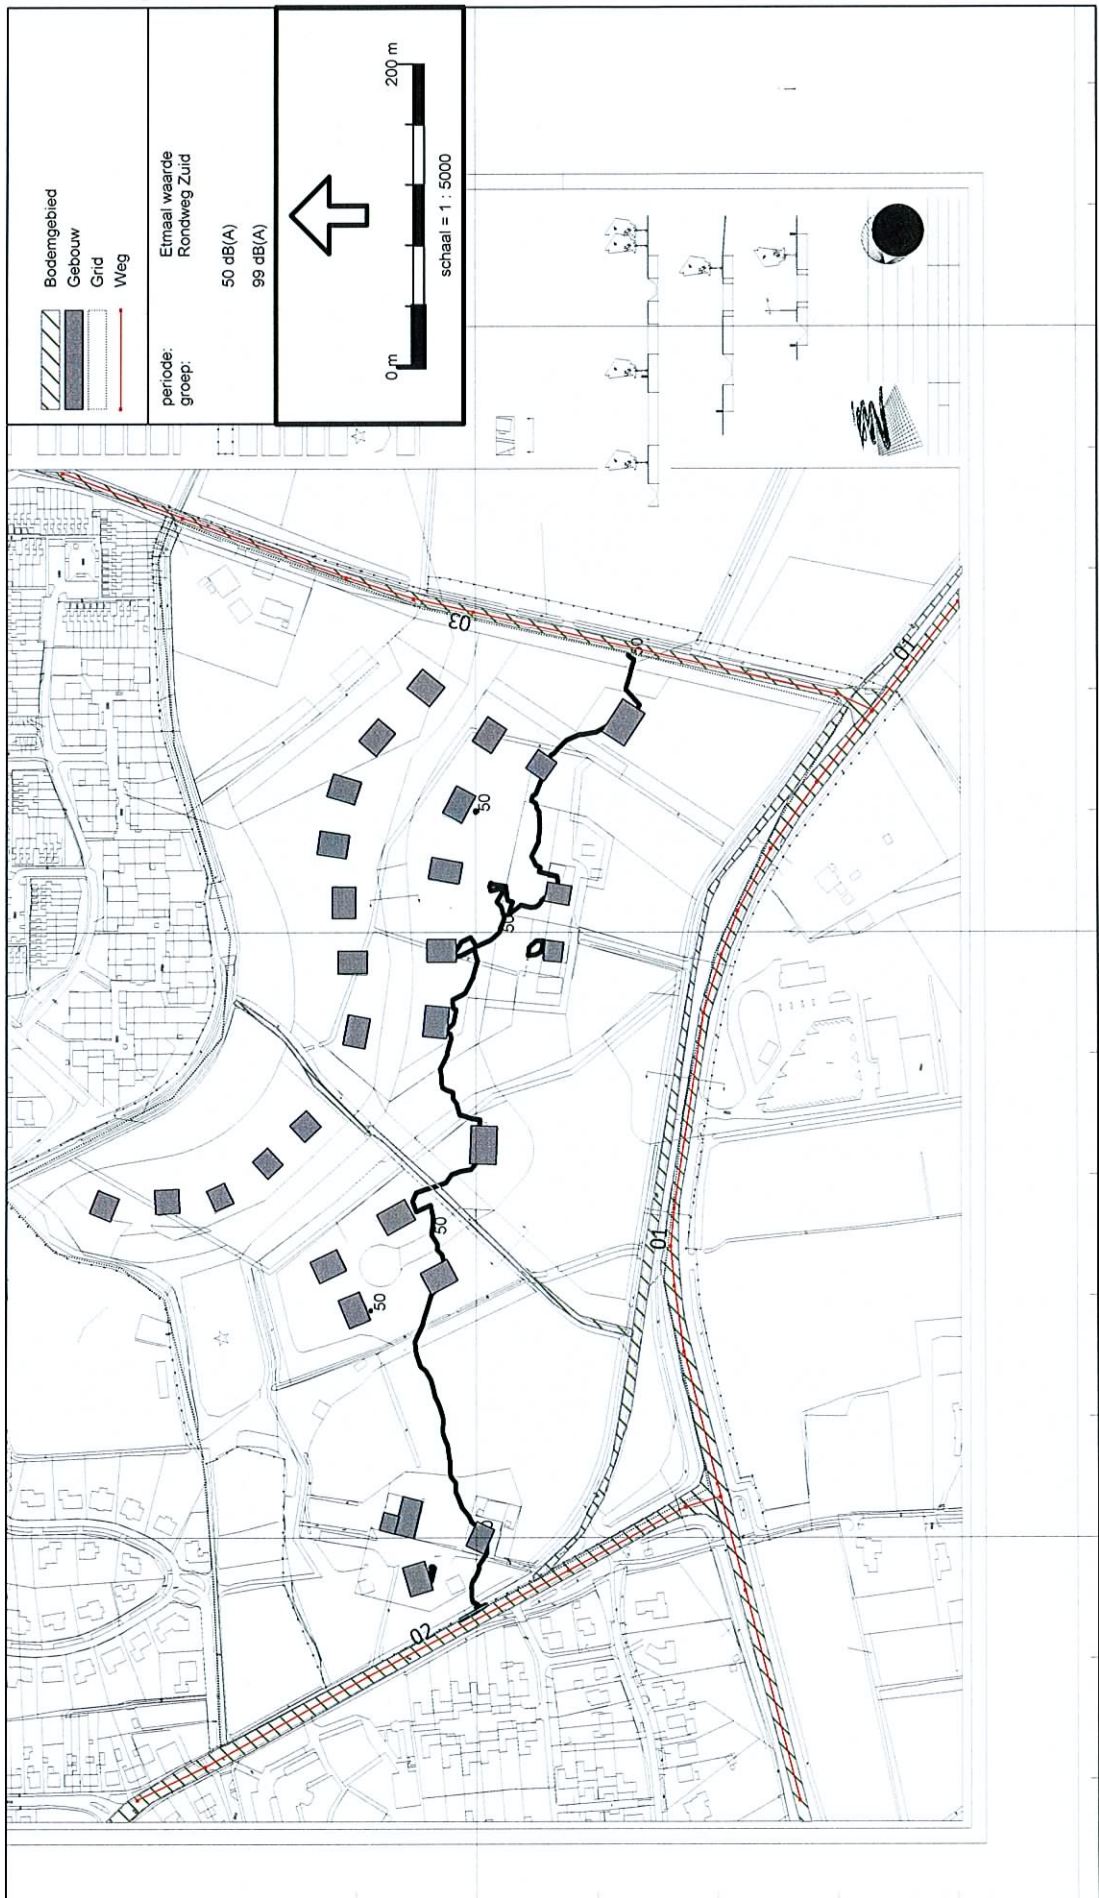 Bodemgebied
Gebouw
Grid
Weg
periode: Etmaal waarde
groep: Rondweg Zuid
50 dB(A)
99 dB(A)
0 m 200 m
schaal = 1 : 5000
03
50
01
50
50
01
50
50
02